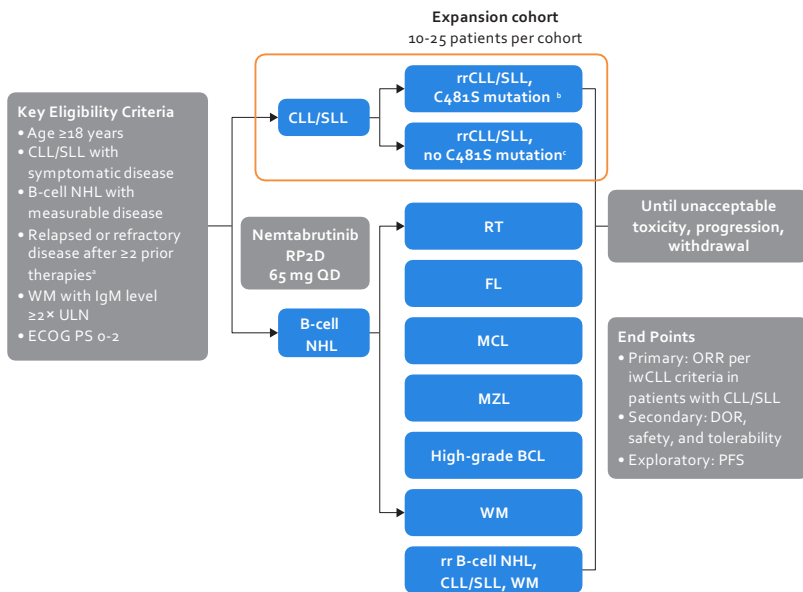 Expansion cohort
10-25 patients per cohort
Key Eligibility Criteria
• Age ≥18 years
• CLL/SLL with
symptomatic disease
• B-cell NHL with
measurable disease
• Relapsed or refractory
disease after ≥2 prior
therapiesᵃ
• WM with IgM level
≥2× ULN
• ECOG PS 0-2
CLL/SLL
rrCLL/SLL,
C481S mutation ᵇ
rrCLL/SLL,
no C481S mutationᶜ
Nemtabrutinib
RP2D
65 mg QD
B-cell
NHL
RT
FL
MCL
MZL
High-grade BCL
WM
rr B-cell NHL,
CLL/SLL, WM
Until unacceptable
toxicity, progression,
withdrawal
End Points
• Primary: ORR per
iwCLL criteria in
patients with CLL/SLL
• Secondary: DOR,
safety, and tolerability
• Exploratory: PFS